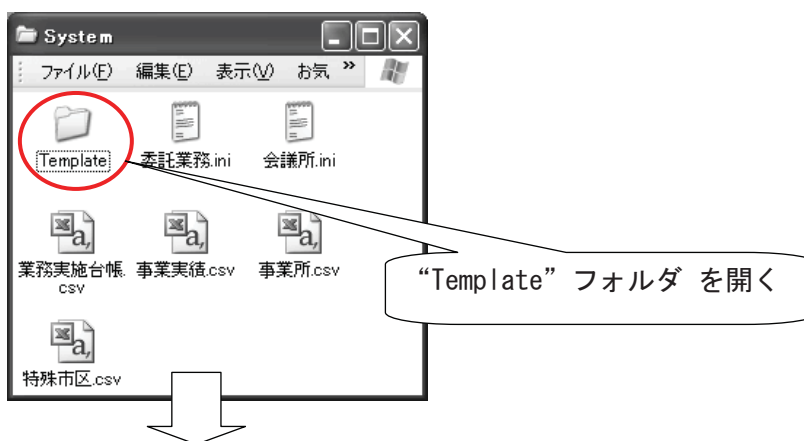 System
ファイル(F) 編集(E) 表示(V) お気 »
Template 委託業務.ini 会議所.ini
業務実施台帳.csv 事業実績.csv 事業所.csv
特殊市区.csv
“Template”フォルダ を開く